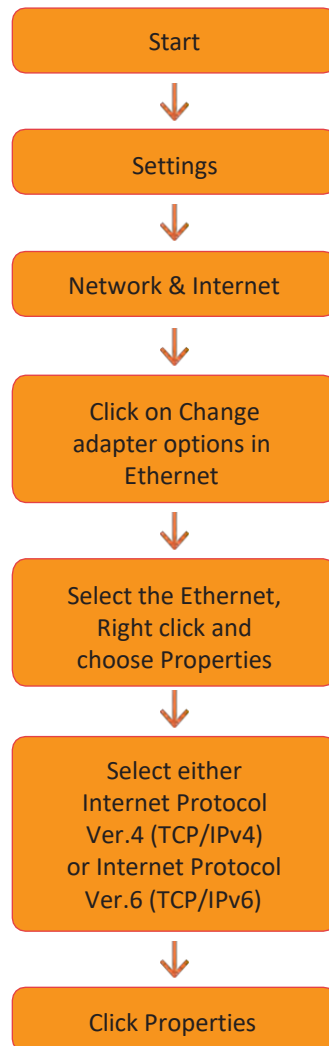 Start
Settings
Network & Internet
Click on Change
adapter options in
Ethernet
Select the Ethernet,
Right click and
choose Properties
Select either
Internet Protocol
Ver.4 (TCP/IPv4)
or Internet Protocol
Ver.6 (TCP/IPv6)
Click Properties